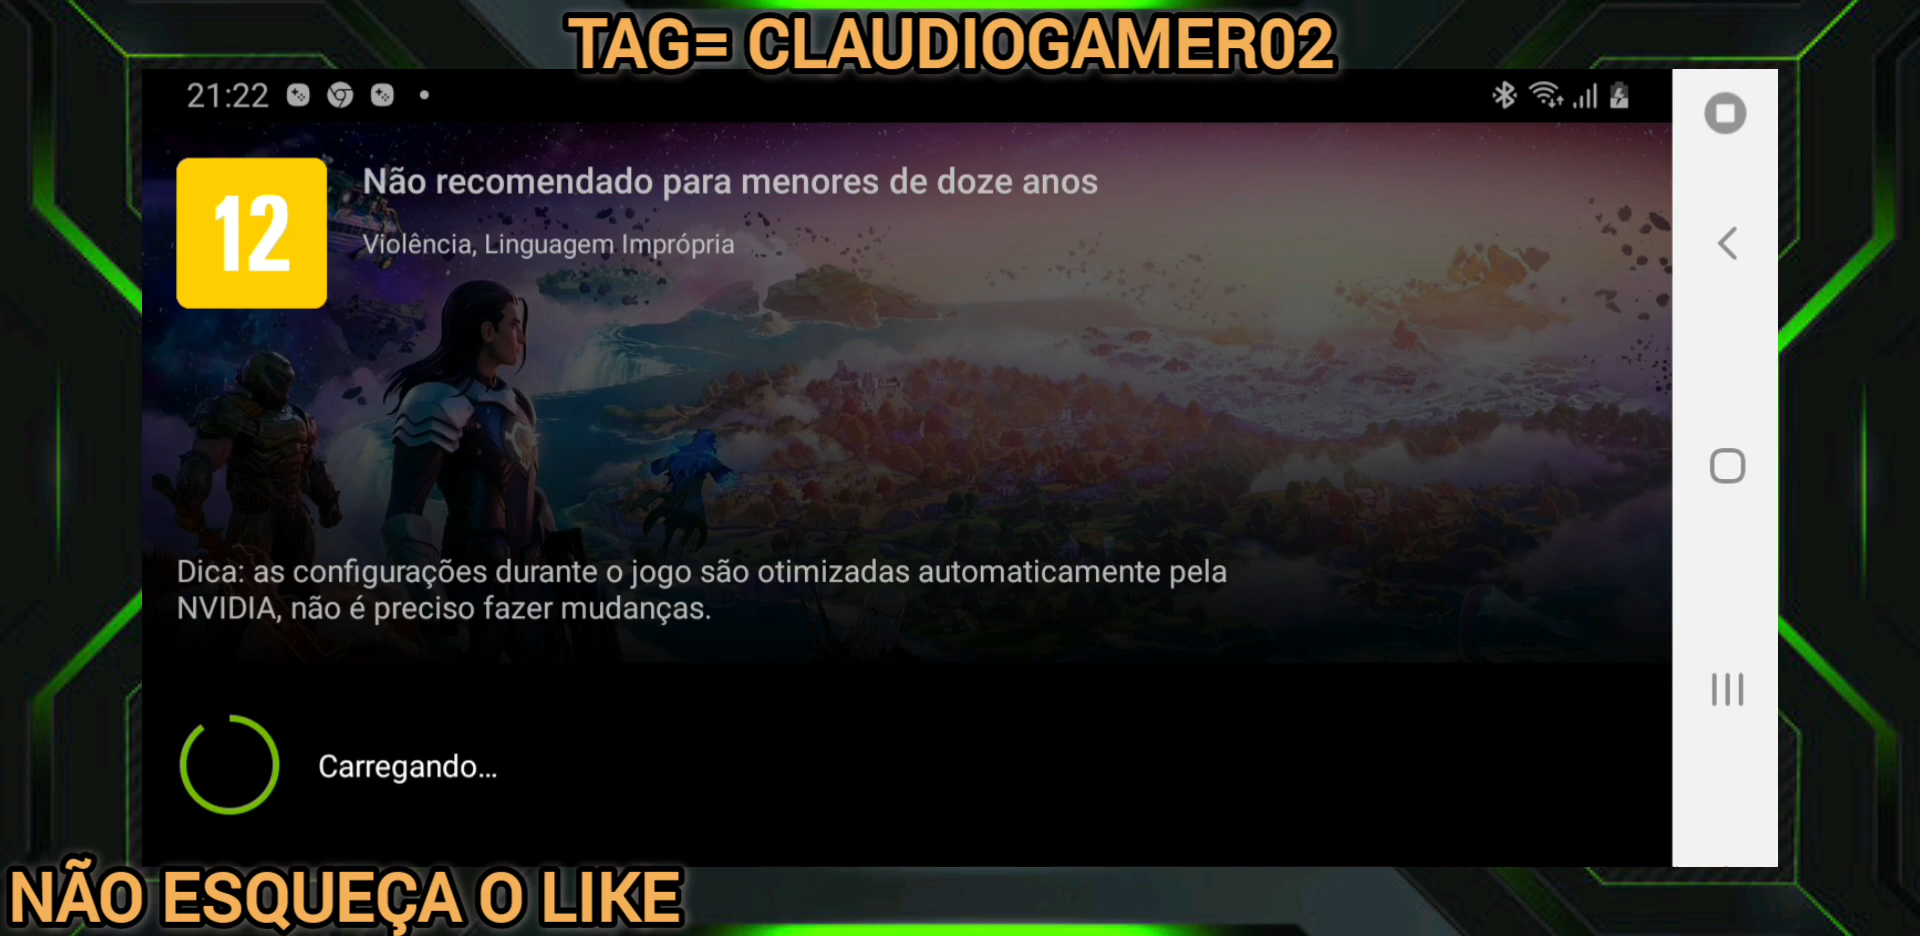 TAG= CLAUDIOGAMER02
21:22
12
Não recomendado para menores de doze anos
Violência, Linguagem Imprópria
Dica: as configurações durante o jogo são otimizadas automaticamente pela
NVIDIA, não é preciso fazer mudanças.
Carregando...
NÃO ESQUEÇA O LIKE